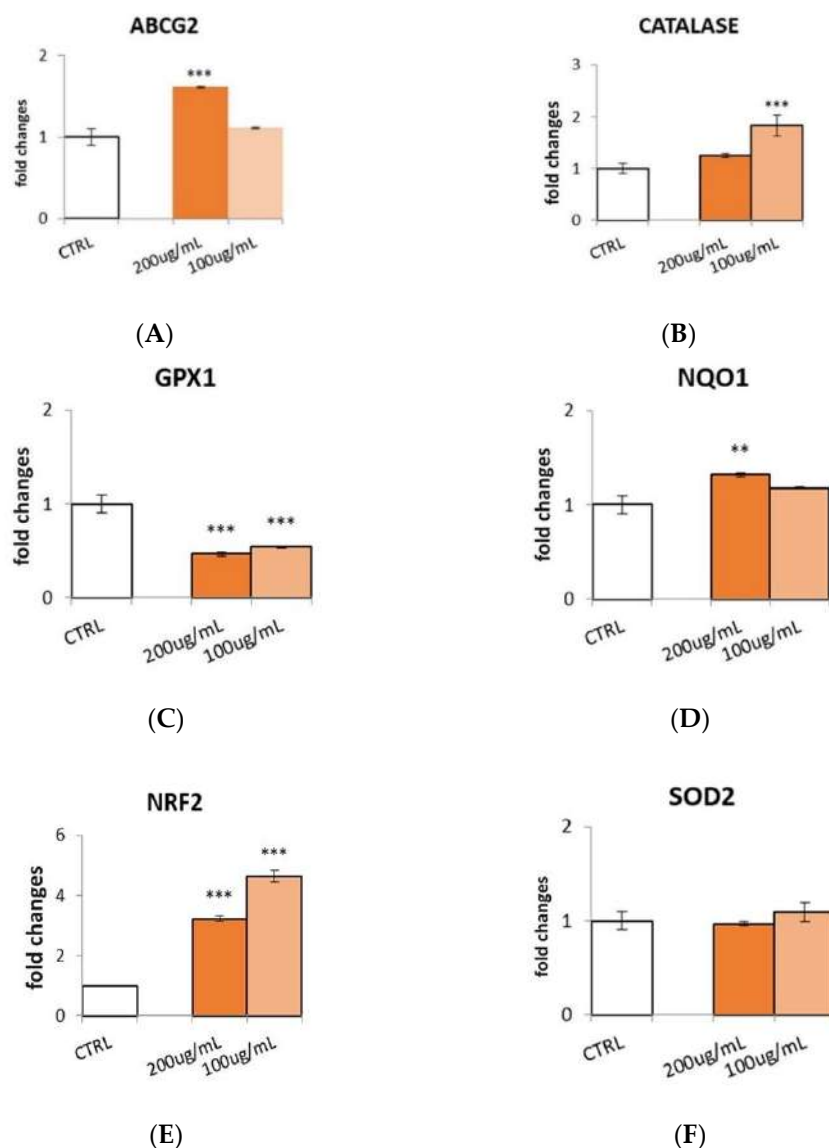 ABCG2
2
1
0
fold changes
***
CTRL
200ug/mL
100ug/mL
(A)
CATALASE
3
2
1
0
fold changes
***
CTRL
200ug/mL
100ug/mL
(B)
GPX1
2
1
0
fold changes
***
***
CTRL
200ug/mL
100ug/mL
(C)
NQO1
2
1
0
fold changes
**
CTRL
200ug/mL
100ug/mL
(D)
NRF2
6
4
2
0
fold changes
***
***
CTRL
200ug/mL
100ug/mL
(E)
SOD2
2
1
0
fold changes
CTRL
200ug/mL
100ug/mL
(F)